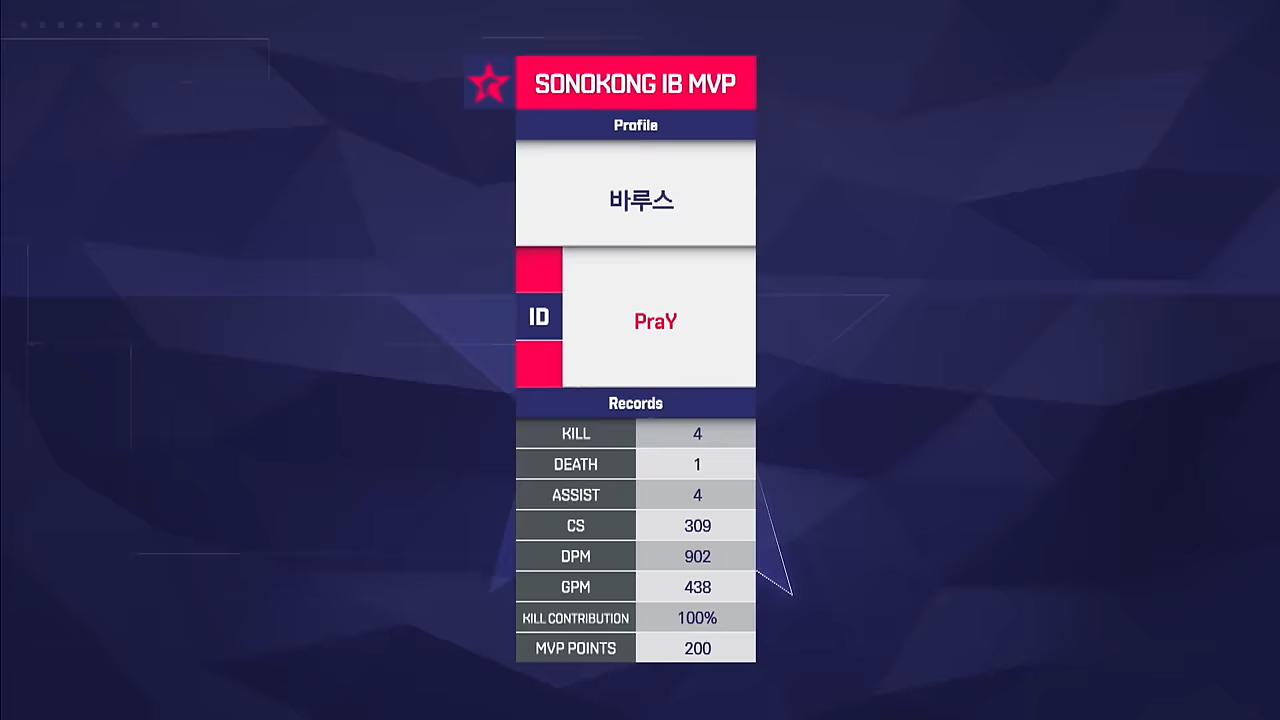 SONOKONG IB MVP
Profile
바루스
ID
PraY
Records
KILL 4
DEATH 1
ASSIST 4
CS 309
DPM 902
GPM 438
KILL CONTRIBUTION 100%
MVP POINTS 200